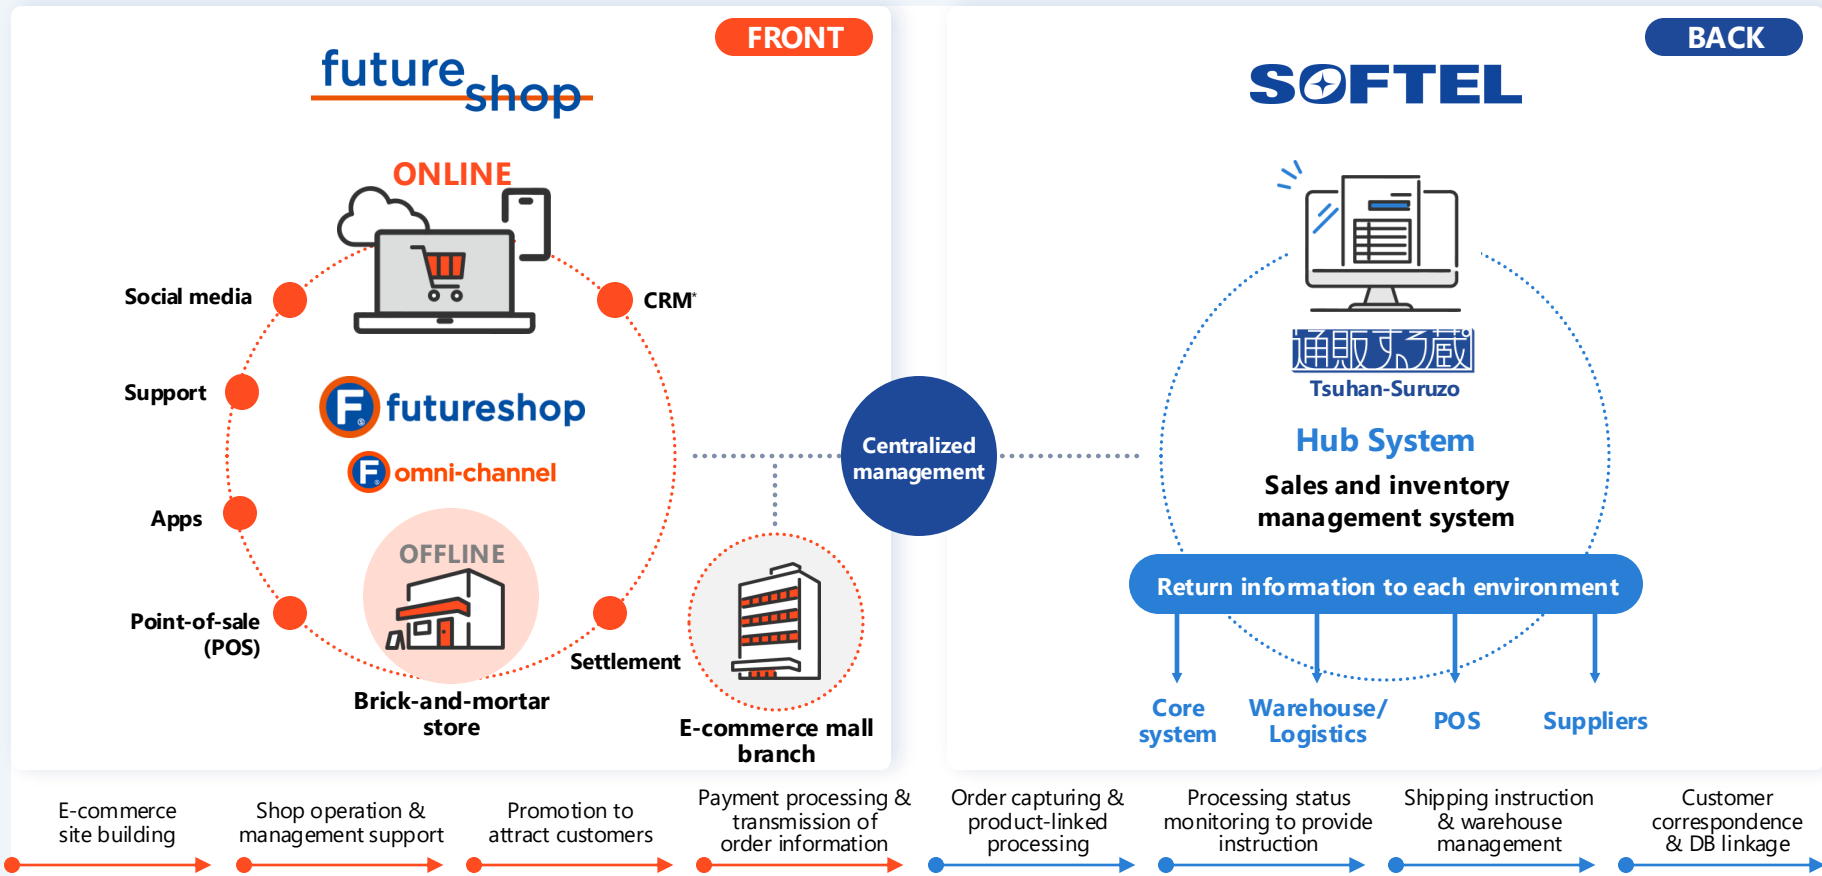 FRONT
future
shop
ONLINE
Social media
CRM*
Support
F futureshop
F omni-channel
Apps
OFFLINE
Point-of-sale
(POS)
Settlement
Brick-and-mortar
store
E-commerce mall
branch
Centralized
management
BACK
SOFTEL
通販する蔵
Tsuhan-Suruzo
Hub System
Sales and inventory
management system
Return information to each environment
Core
system
Warehouse/
Logistics
POS
Suppliers
E-commerce
site building
Shop operation &
management support
Promotion to
attract customers
Payment processing &
transmission of
order information
Order capturing &
product-linked
processing
Processing status
monitoring to provide
instruction
Shipping instruction
& warehouse
management
Customer
correspondence
& DB linkage